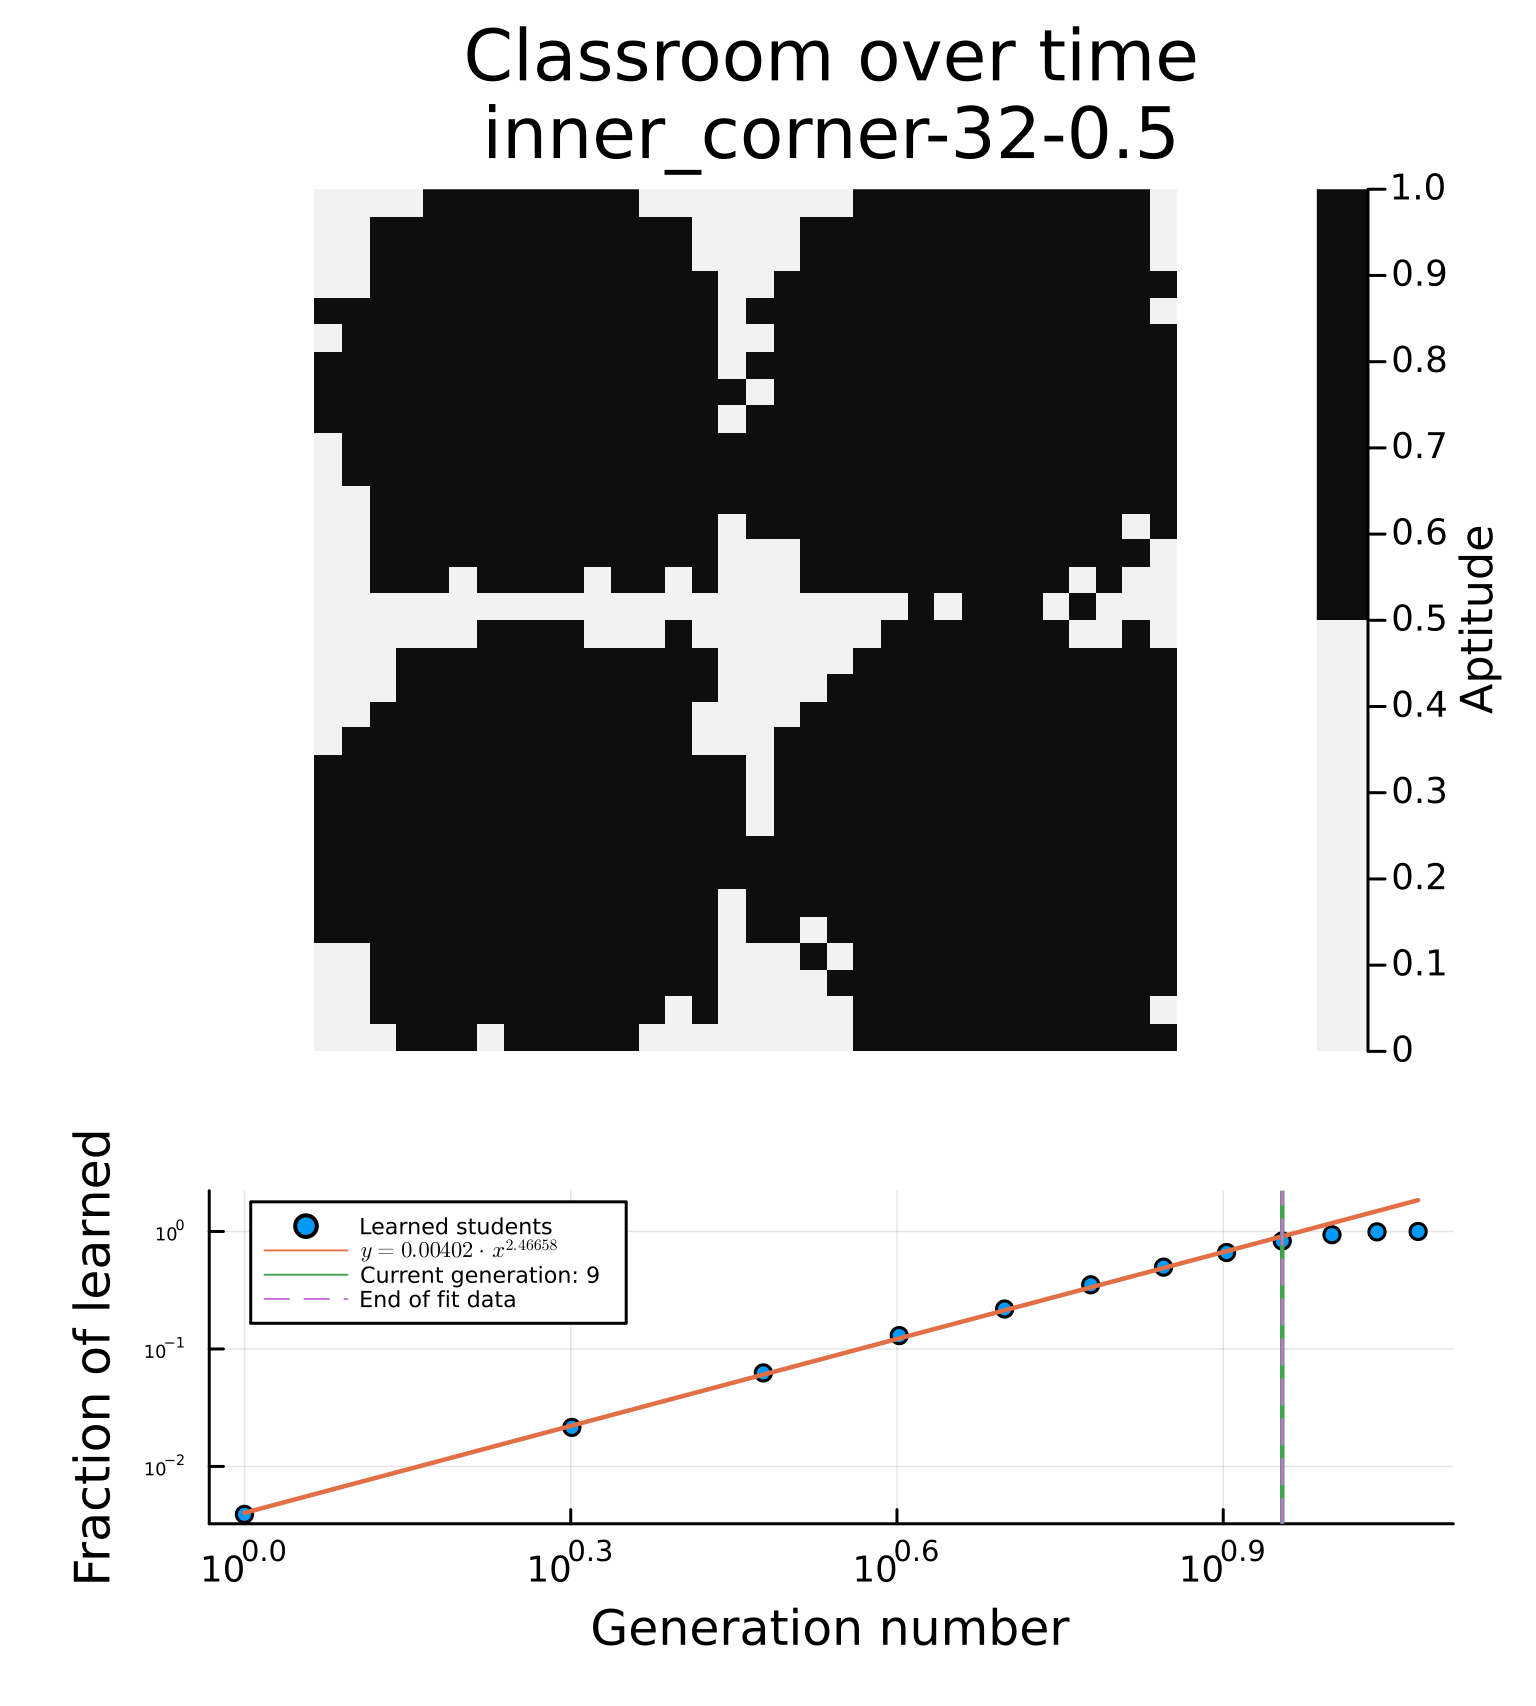 Classroom over time
inner_corner-32-0.5
1.0
0.9
0.8
0.7
0.6
0.5
0.4
0.3
0.2
0.1
0
Aptitude
Fraction of learned
10^0
10^-1
10^-2
Learned students
y = 0.00402 · x^2.46658
Current generation: 9
End of fit data
10^0.0 10^0.3 10^0.6 10^0.9
Generation number